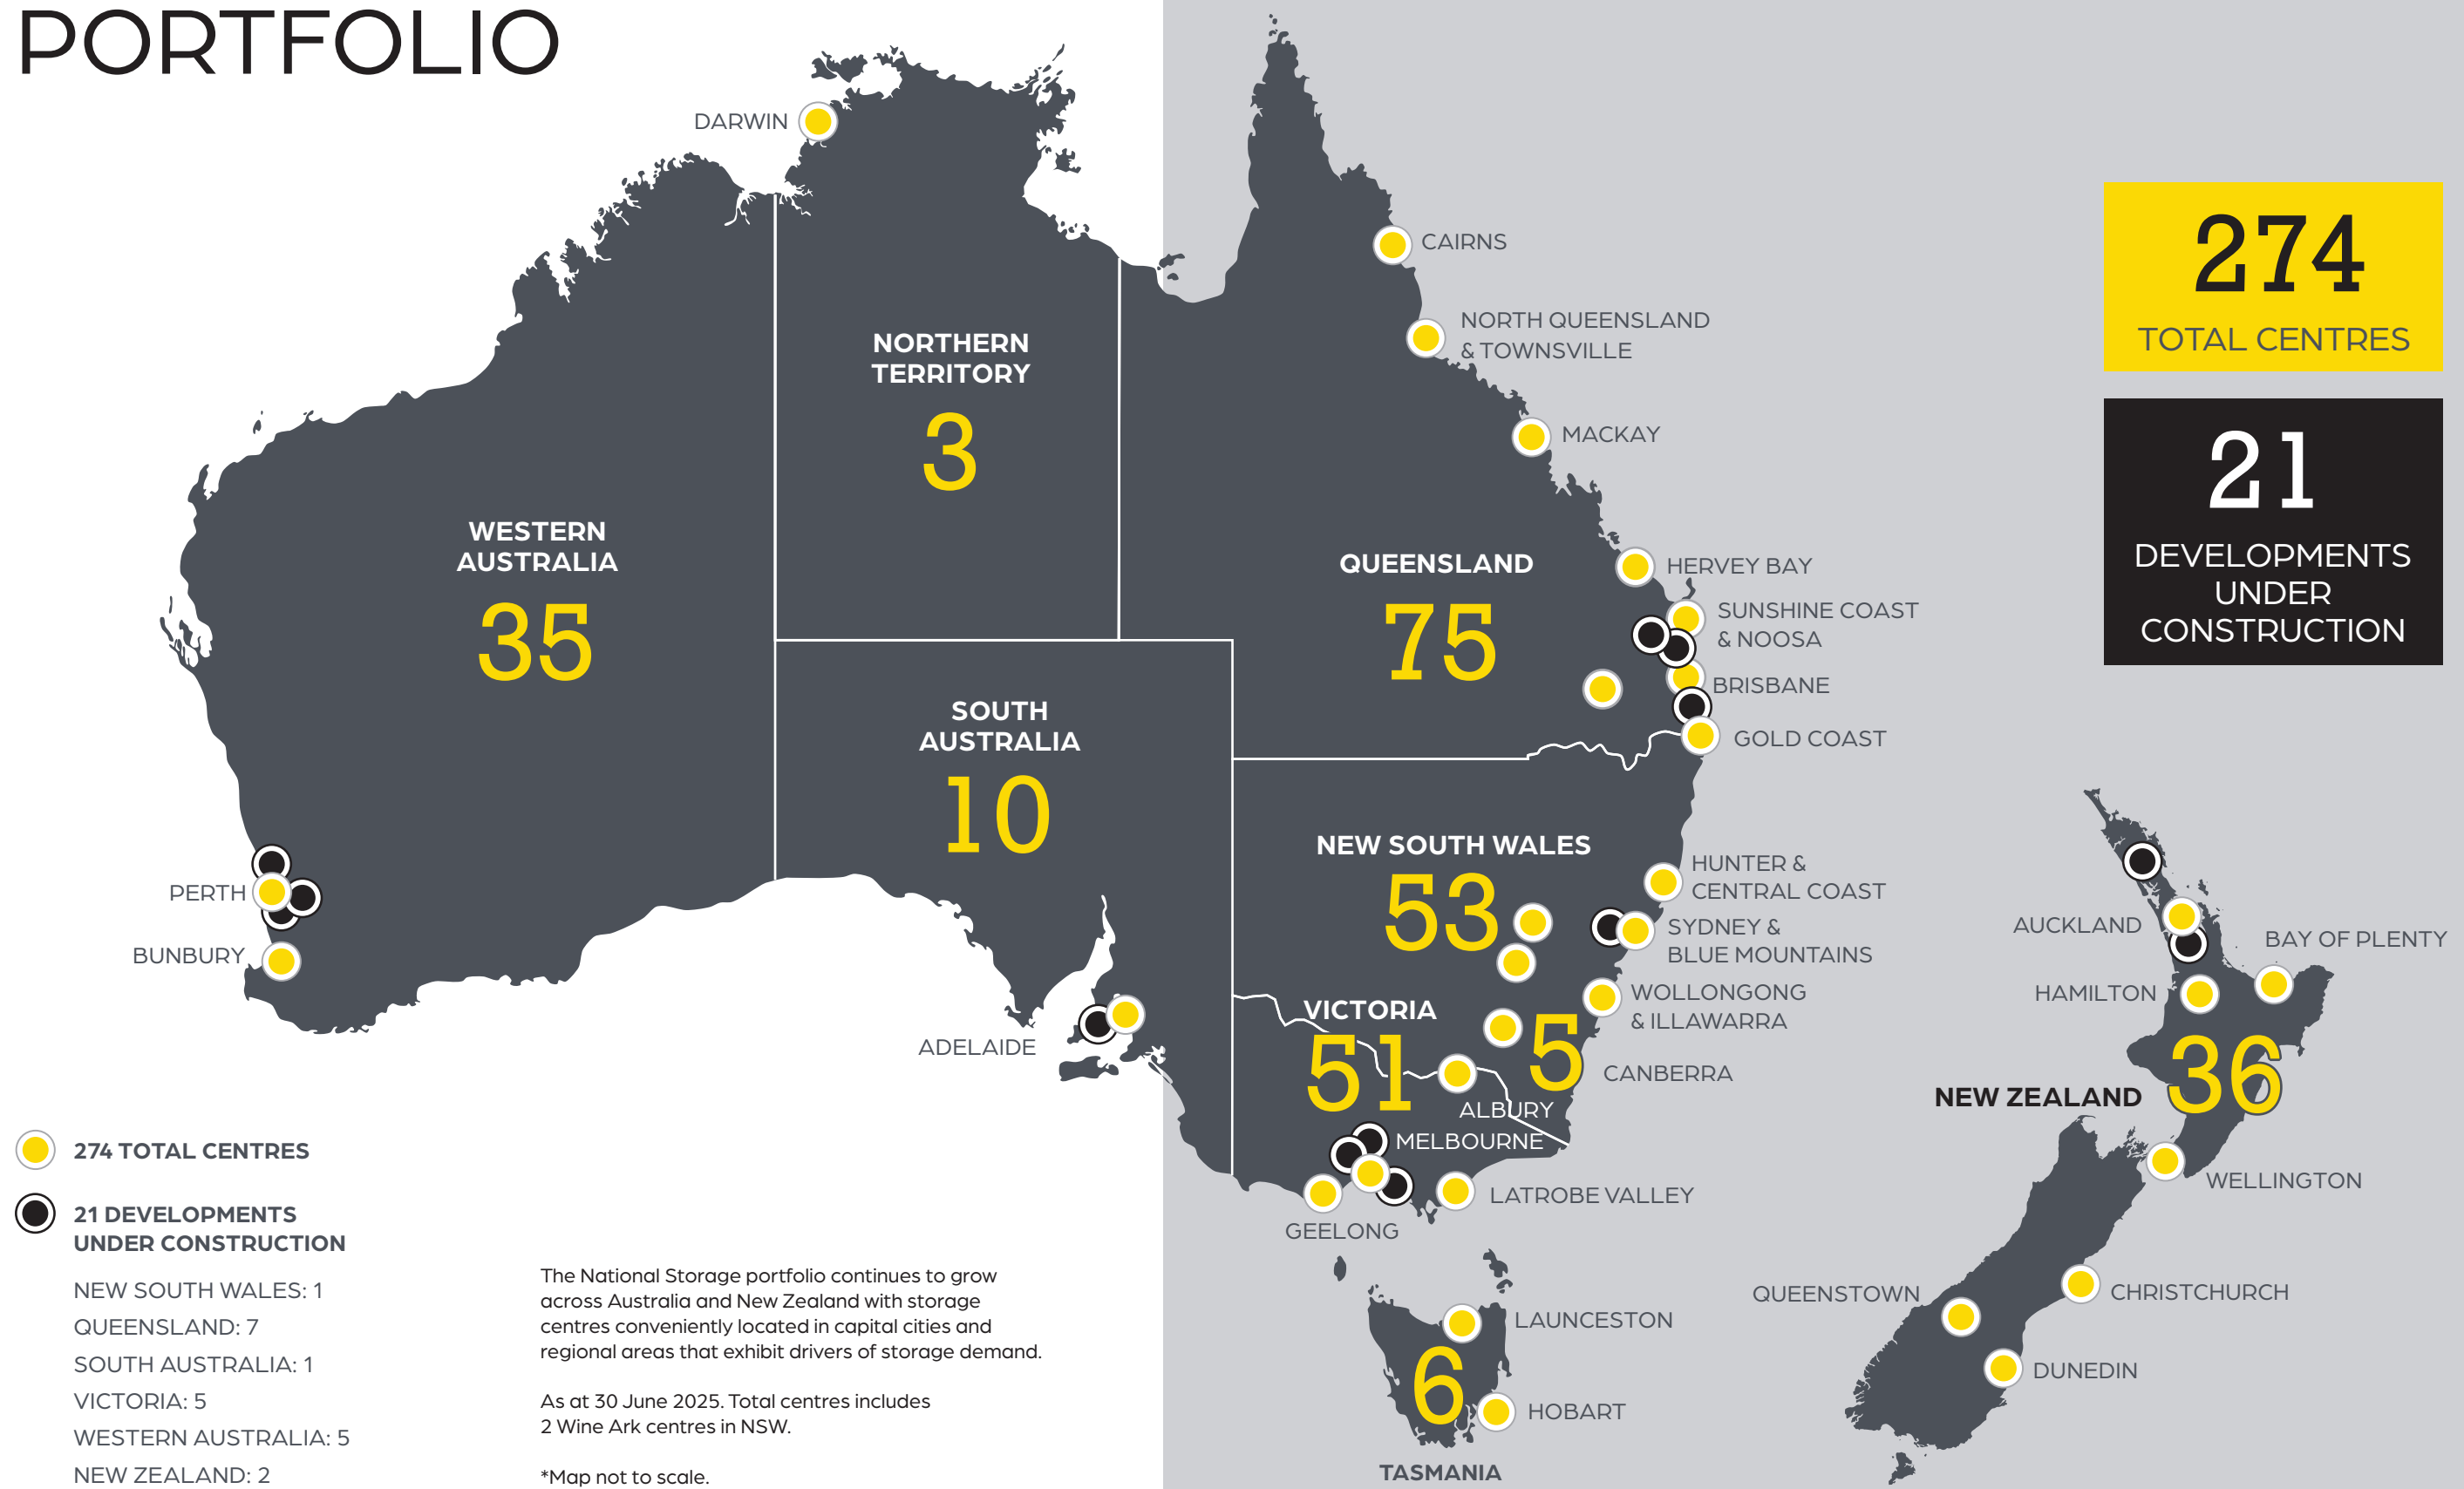 PORTFOLIO
DARWIN
CAIRNS
NORTH QUEENSLAND
& TOWNSVILLE
MACKAY
HERVEY BAY
SUNSHINE COAST
& NOOSA
BRISBANE
GOLD COAST
274
TOTAL CENTRES
21
DEVELOPMENTS
UNDER
CONSTRUCTION
NORTHERN
TERRITORY
3
WESTERN
AUSTRALIA
35
QUEENSLAND
75
SOUTH
AUSTRALIA
10
PERTH
BUNBURY
ADELAIDE
NEW SOUTH WALES
53
HUNTER &
CENTRAL COAST
SYDNEY &
BLUE MOUNTAINS
WOLLONGONG
& ILLAWARRA
VICTORIA
51
5
CANBERRA
ALBURY
MELBOURNE
LATROBE VALLEY
GEELONG
AUCKLAND
BAY OF PLENTY
HAMILTON
36
NEW ZEALAND
WELLINGTON
QUEENSTOWN
CHRISTCHURCH
DUNEDIN
LAUNCESTON
6
HOBART
TASMANIA
274 TOTAL CENTRES
21 DEVELOPMENTS
UNDER CONSTRUCTION
NEW SOUTH WALES: 1
QUEENSLAND: 7
SOUTH AUSTRALIA: 1
VICTORIA: 5
WESTERN AUSTRALIA: 5
NEW ZEALAND: 2
The National Storage portfolio continues to grow
across Australia and New Zealand with storage
centres conveniently located in capital cities and
regional areas that exhibit drivers of storage demand.
As at 30 June 2025. Total centres includes
2 Wine Ark centres in NSW.
*Map not to scale.